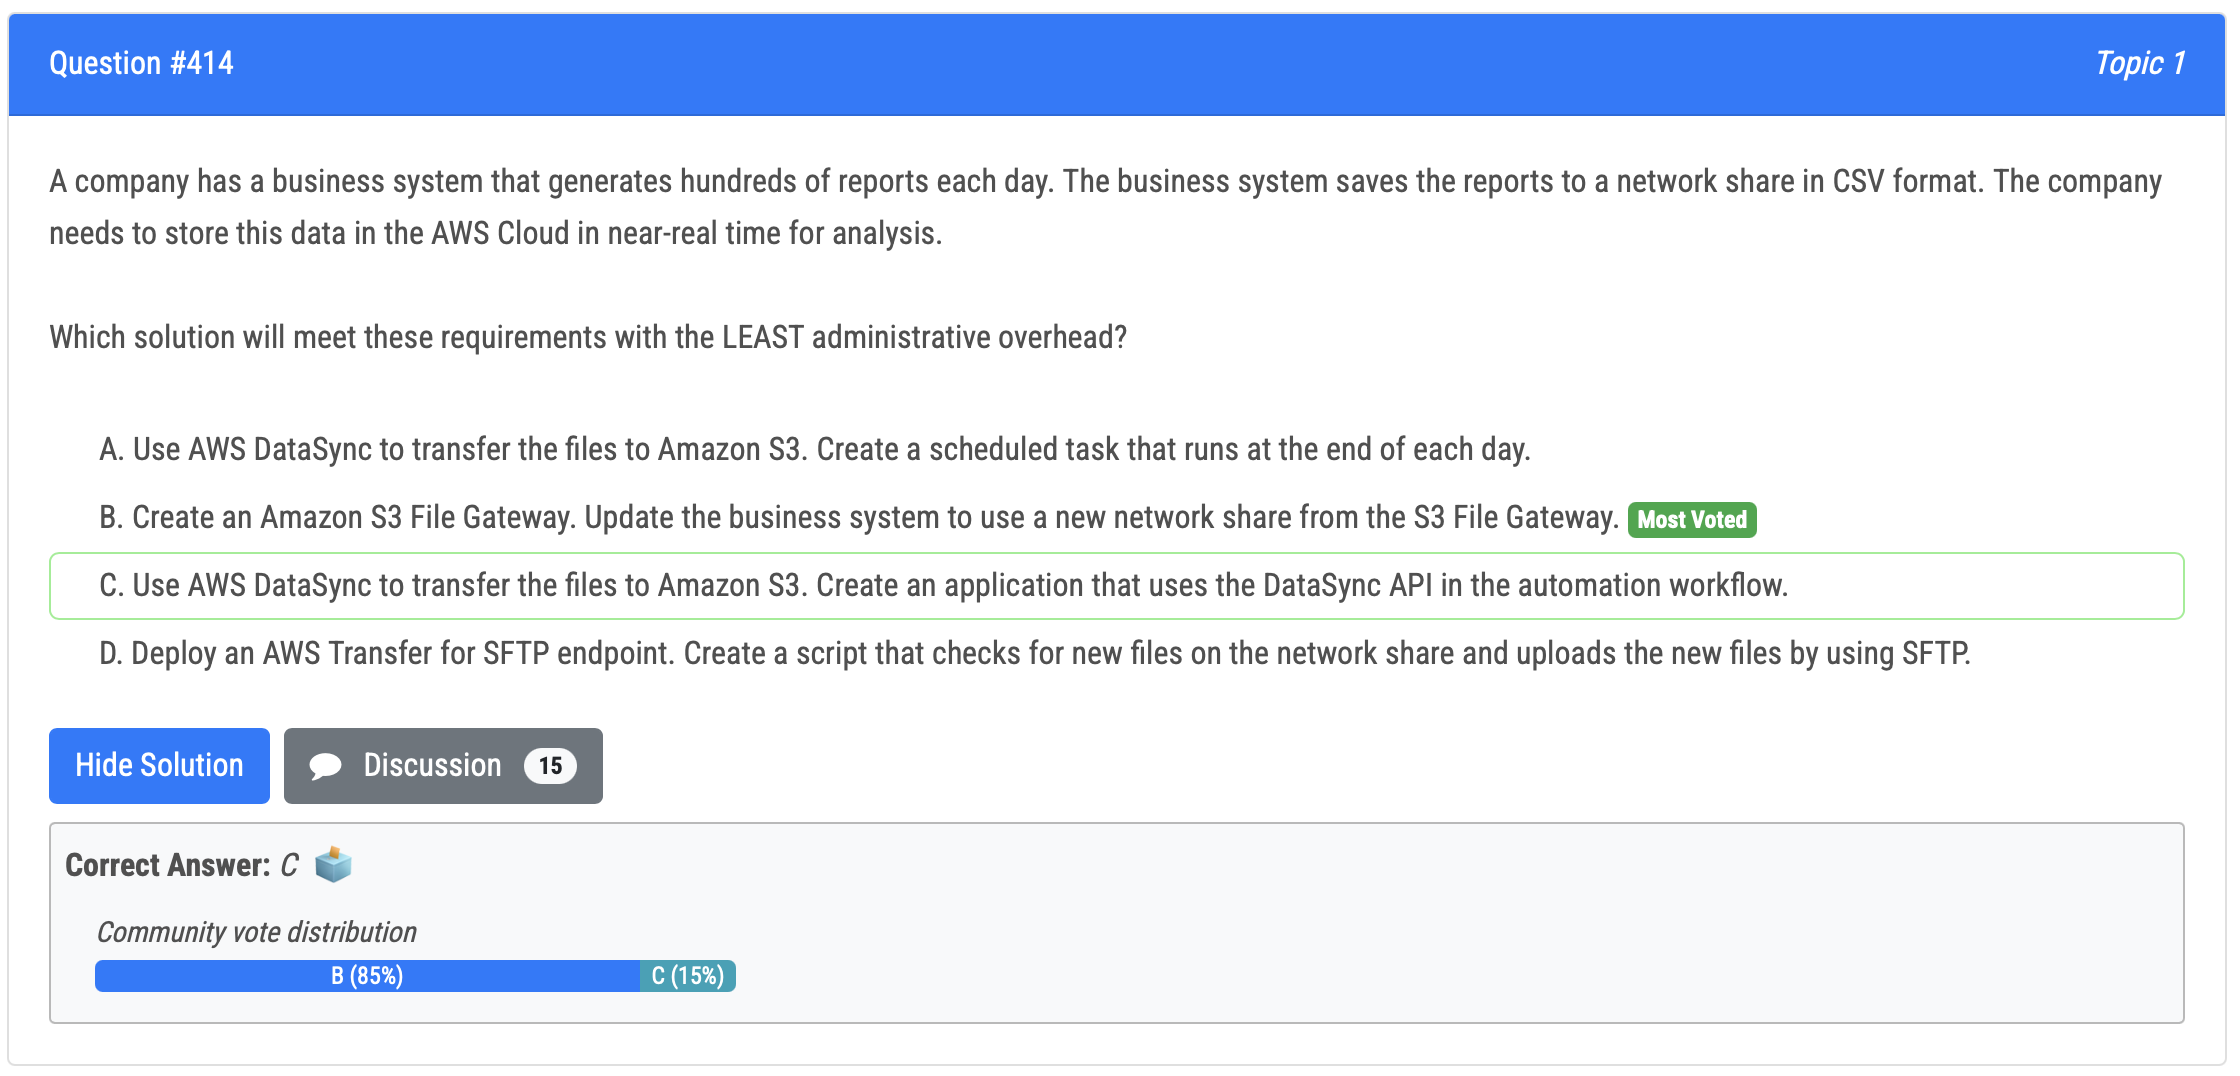 Question #414
Topic 1
A company has a business system that generates hundreds of reports each day. The business system saves the reports to a network share in CSV format. The company
needs to store this data in the AWS Cloud in near-real time for analysis.
Which solution will meet these requirements with the LEAST administrative overhead?
A. Use AWS DataSync to transfer the files to Amazon S3. Create a scheduled task that runs at the end of each day.
B. Create an Amazon S3 File Gateway. Update the business system to use a new network share from the S3 File Gateway. Most Voted
C. Use AWS DataSync to transfer the files to Amazon S3. Create an application that uses the DataSync API in the automation workflow.
D. Deploy an AWS Transfer for SFTP endpoint. Create a script that checks for new files on the network share and uploads the new files by using SFTP.
Hide Solution
Discussion 15
Correct Answer: C
Community vote distribution
B (85%)
C (15%)